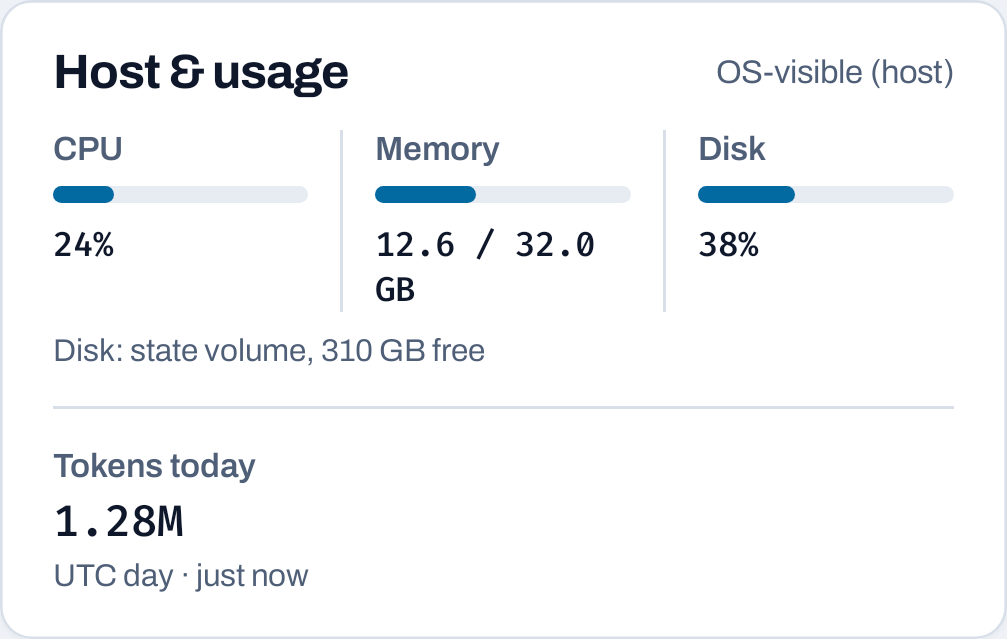 Host & usage
OS-visible (host)
CPU
24%
Memory
12.6 / 32.0
GB
Disk
38%
Disk: state volume, 310 GB free
Tokens today
1.28M
UTC day · just now